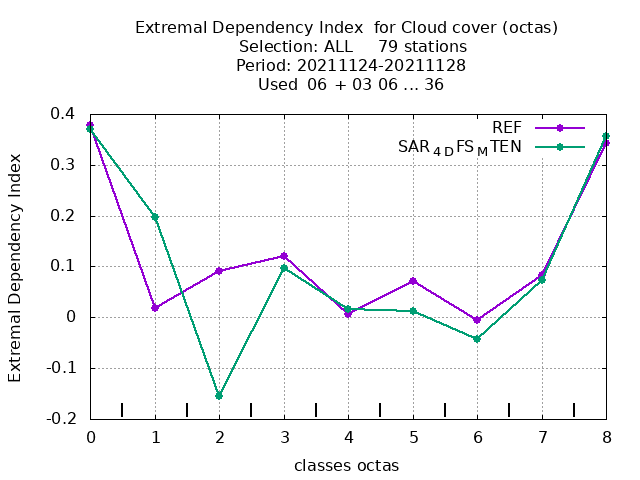 Extremal Dependency Index  for Cloud cover (octas)
Selection: ALL     79 stations
Period: 20211124-20211128
Used  06 + 03 06 ... 36
REF
SAR4DFSMTEN
Extremal Dependency Index
0.4
0.3
0.2
0.1
0
-0.1
-0.2
0 1 2 3 4 5 6 7 8
classes octas